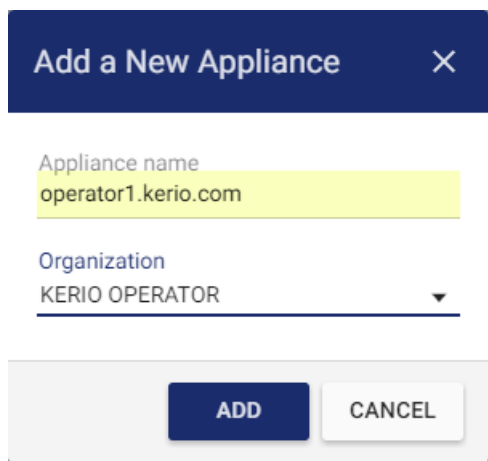 Add a New Appliance
Appliance name
operator1.kerio.com
Organization
KERIO OPERATOR
ADD CANCEL